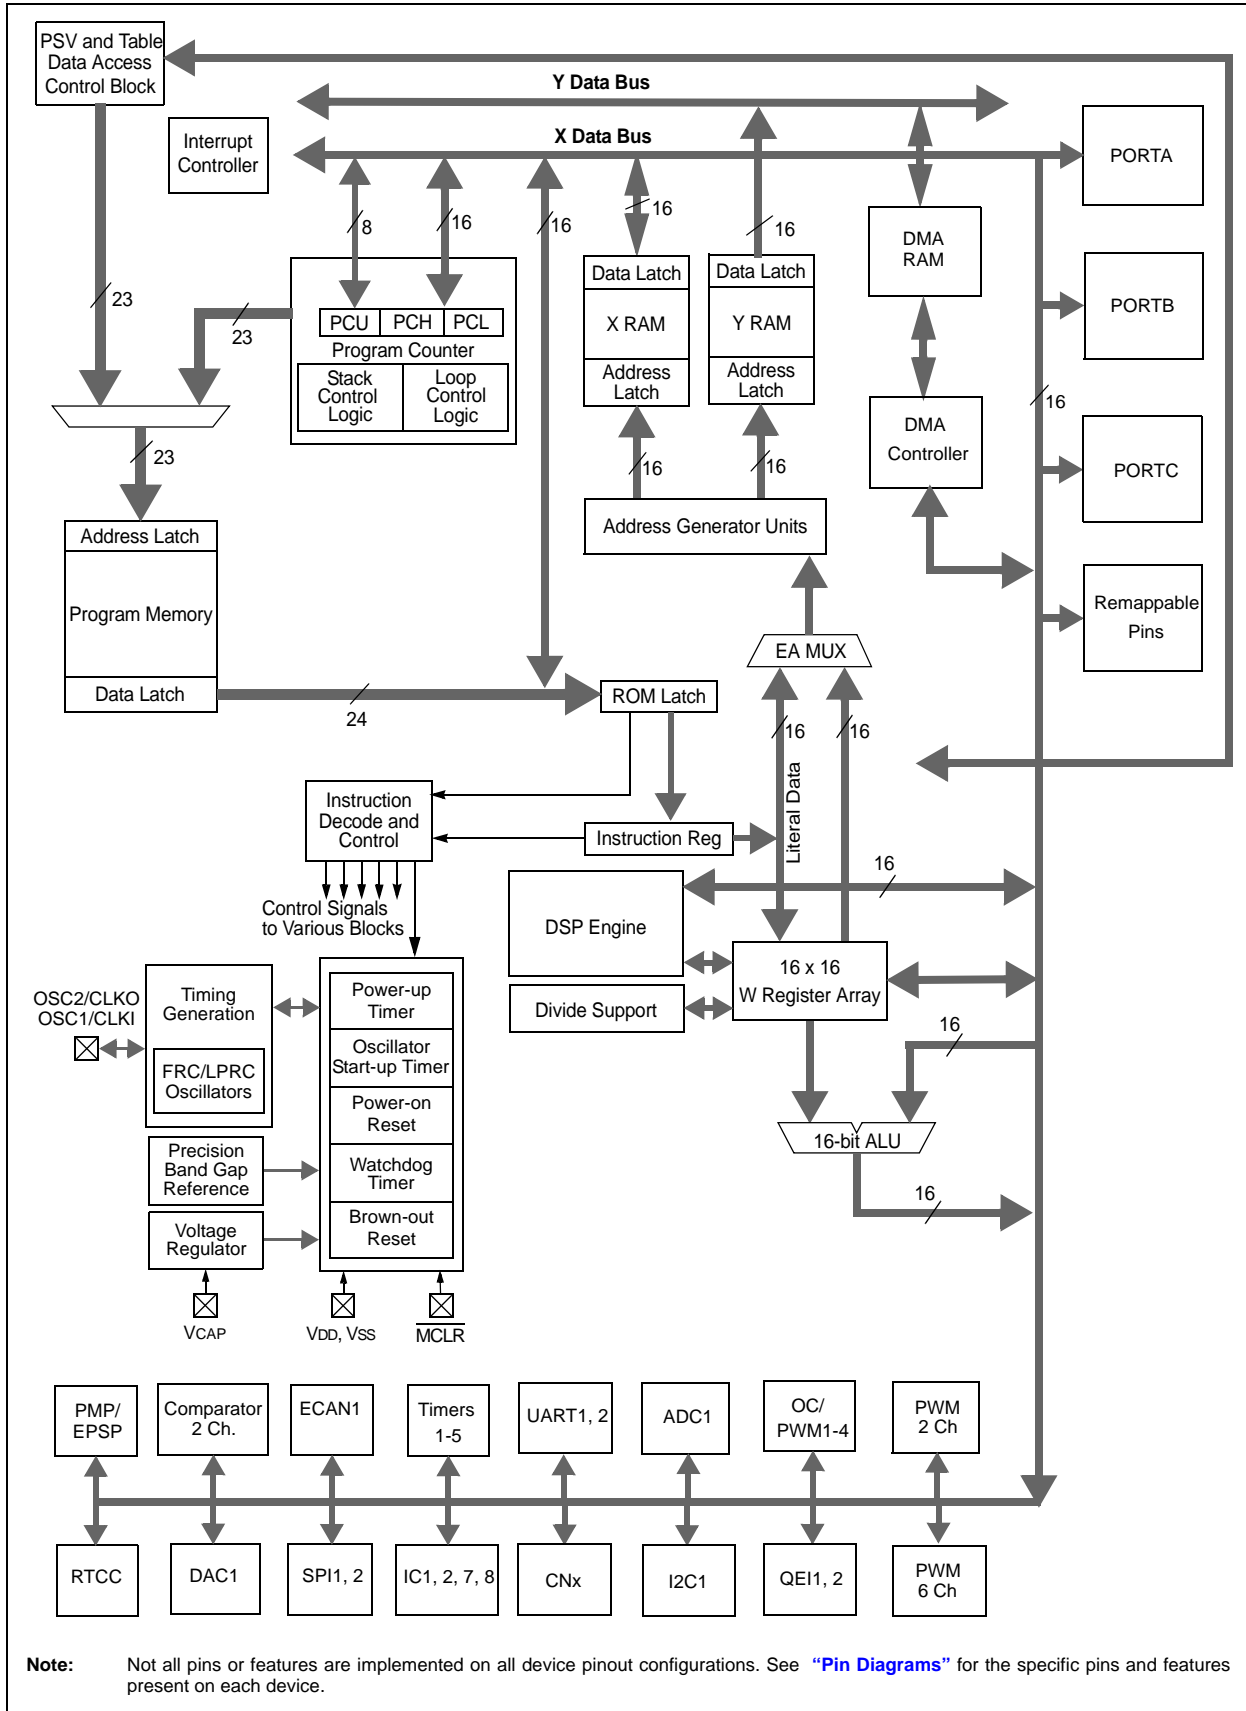 PSV and Table
Data Access
Control Block
Y Data Bus
Interrupt
Controller
X Data Bus
PORTA
8
16
16
16
16
DMA
RAM
23
23
Data Latch
X RAM
Address
Latch
Data Latch
Y RAM
Address
Latch
PORTB
PCU
PCH
PCL
Program Counter
Stack
Control
Logic
Loop
Control
Logic
16
DMA
Controller
23
16
16
PORTC
Address Latch
Program Memory
Data Latch
Address Generator Units
Remappable
Pins
EA MUX
24
ROM Latch
16
16
Instruction
Decode and
Control
Literal Data
Instruction Reg
Control Signals
to Various Blocks
16
DSP Engine
16 x 16
W Register Array
Divide Support
OSC2/CLKO
OSC1/CLKI
Timing
Generation
FRC/LPRC
Oscillators
Power-up
Timer
Oscillator
Start-up Timer
Power-on
Reset
Watchdog
Timer
Brown-out
Reset
16
16-bit ALU
16
Precision
Band Gap
Reference
Voltage
Regulator
VCAP
VDD, VSS
MCLR
PMP/
EPSP
Comparator
2 Ch.
ECAN1
Timers
1-5
UART1, 2
ADC1
OC/
PWM1-4
PWM
2 Ch
RTCC
DAC1
SPI1, 2
IC1, 2, 7, 8
CNx
I2C1
QEI1, 2
PWM
6 Ch
Note: Not all pins or features are implemented on all device pinout configurations. See “Pin Diagrams” for the specific pins and features
present on each device.